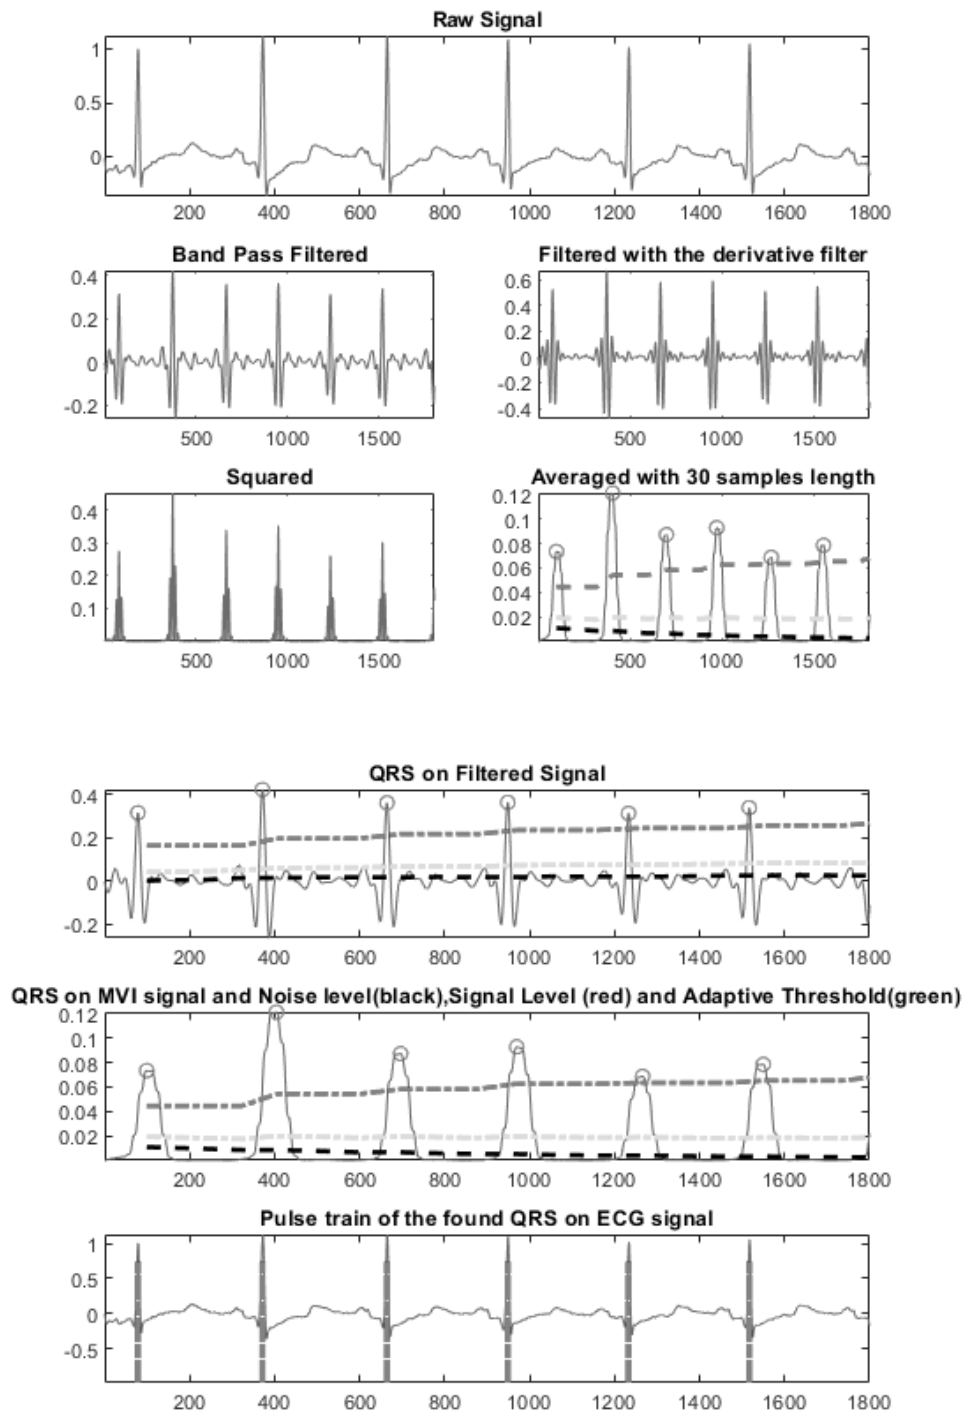 Raw Signal
1
0.5
0
200 400 600 800 1000 1200 1400 1600 1800
Band Pass Filtered
0.4
0.2
0
-0.2
500 1000 1500
Filtered with the derivative filter
0.6
0.4
0.2
0
-0.2
-0.4
500 1000 1500
Squared
0.4
0.3
0.2
0.1
500 1000 1500
Averaged with 30 samples length
0.12
0.1
0.08
0.06
0.04
0.02
500 1000 1500
QRS on Filtered Signal
0.4
0.2
0
-0.2
200 400 600 800 1000 1200 1400 1600 1800
QRS on MVI signal and Noise level(black),Signal Level (red) and Adaptive Threshold(green)
0.12
0.1
0.08
0.06
0.04
0.02
200 400 600 800 1000 1200 1400 1600 1800
Pulse train of the found QRS on ECG signal
1
0.5
0
-0.5
200 400 600 800 1000 1200 1400 1600 1800